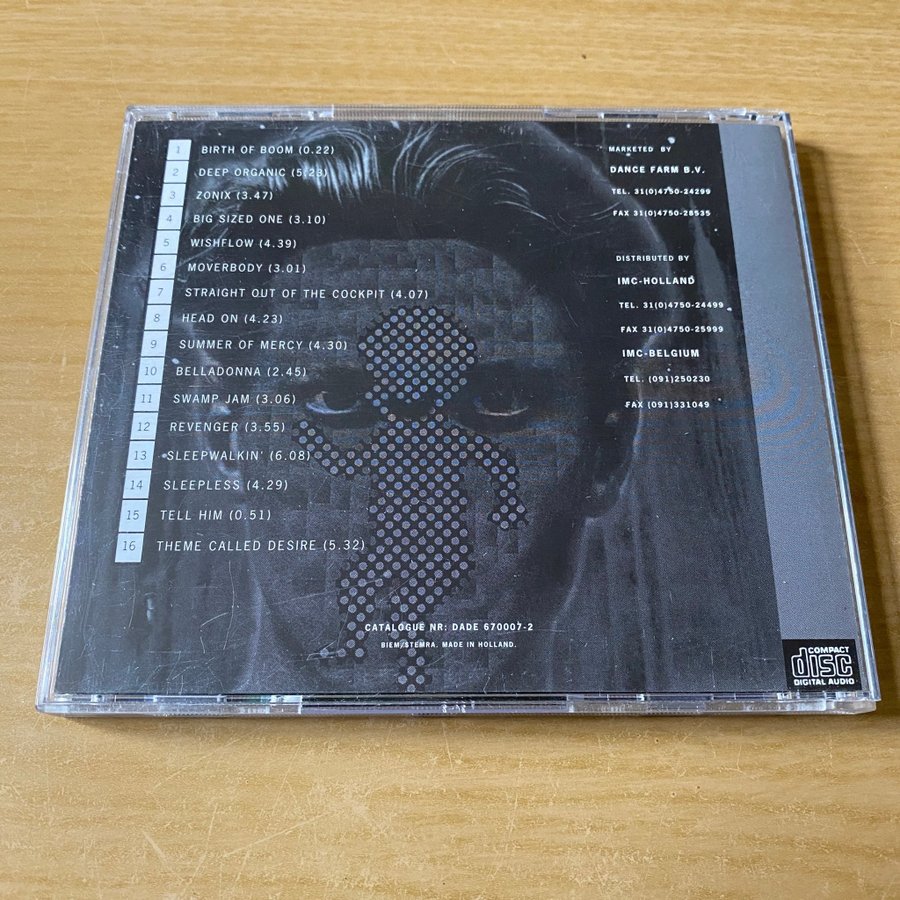 1 BIRTH OF BOOM (0.22)
2 DEEP ORGANIC (5.23)
3 ZONIX (3.47)
4 BIG SIZED ONE (3.10)
5 WISHFLOW (4.39)
6 MOVERBODY (3.01)
7 STRAIGHT OUT OF THE COCKPIT (4.07)
8 HEAD ON (4.23)
9 SUMMER OF MERCY (4.30)
10 BELLADONNA (2.45)
11 SWAMP JAM (3.06)
12 REVENGER (3.55)
13 SLEEPWALKIN' (6.08)
14 SLEEPLESS (4.29)
15 TELL HIM (0.51)
16 THEME CALLED DESIRE (5.32)
MARKETED BY
DANCE FARM B.V.
TEL. 31(0)4750-24299
FAX 31(0)4750-28535
DISTRIBUTED BY
IMC-HOLLAND
TEL. 31(0)4750-24499
FAX 31(0)4750-25999
IMC-BELGIUM
TEL. (091)250230
FAX (091)331049
CATALOGUE NR: DADE 670007-2
BIEM/STEMRA. MADE IN HOLLAND.
COMPACT
disc
DIGITAL AUDIO